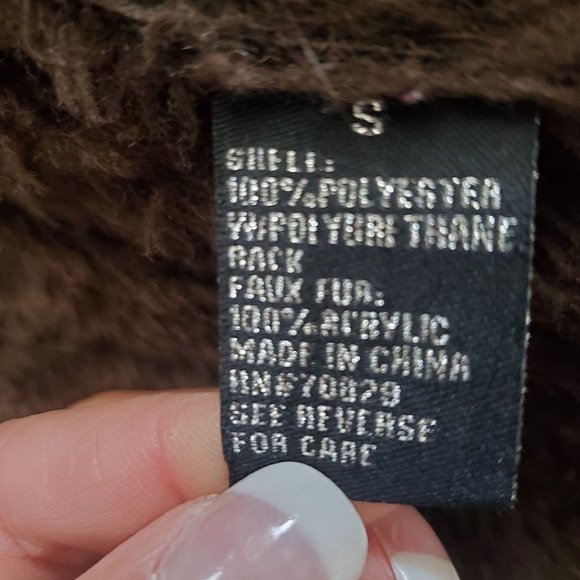 S
SHELL:
100% POLYESTER
W/POLYURETHANE
BACK
FAUX FUR:
100% ACRYLIC
MADE IN CHINA
RN#70829
SEE REVERSE
FOR CARE